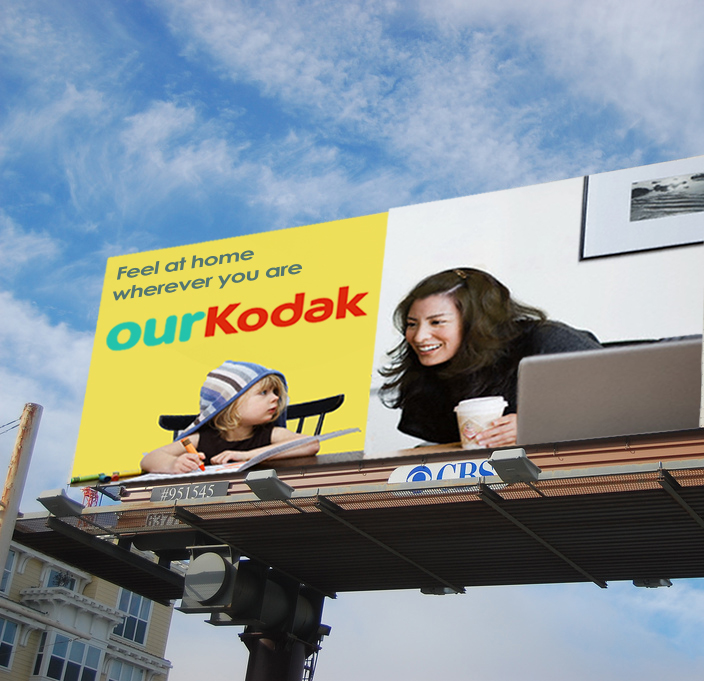 Feel at home
wherever you are
ourKodak
CBS
#951545